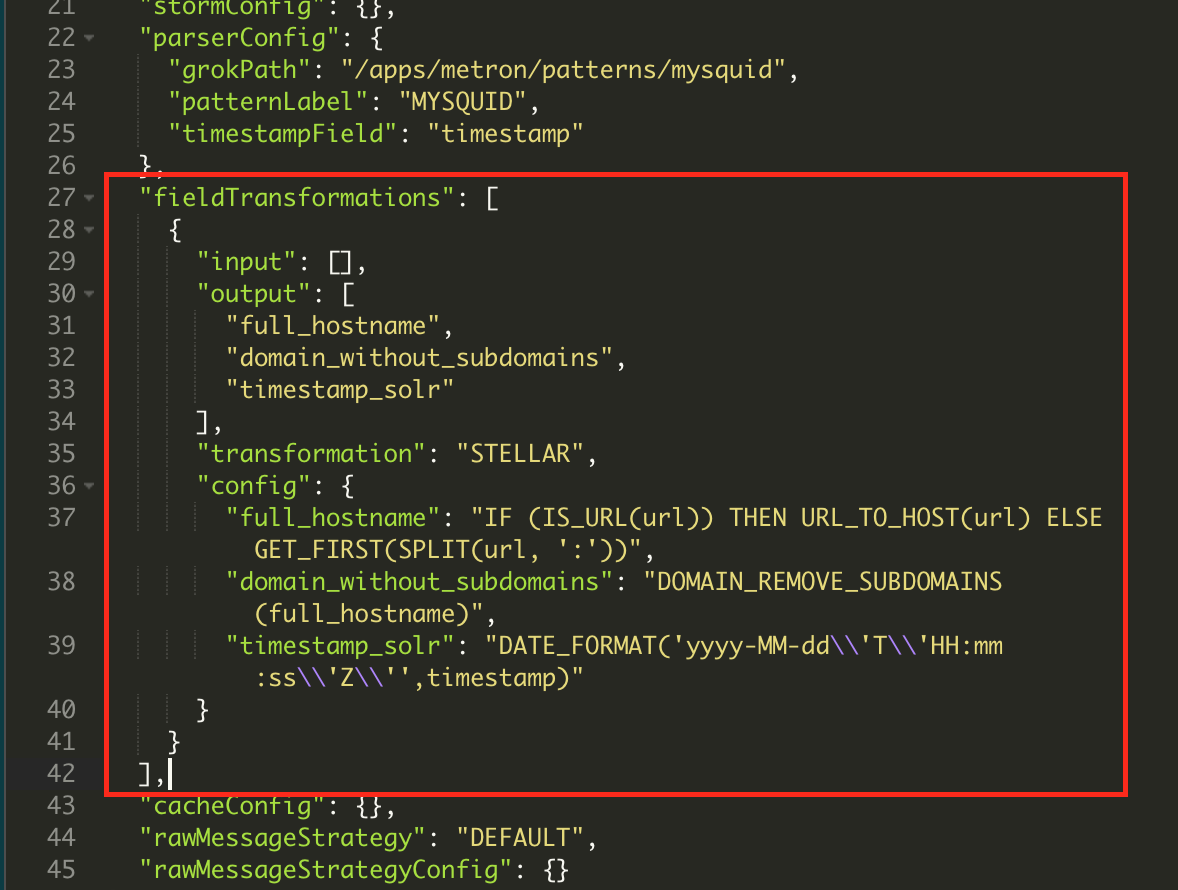 21 "stormConfig": {},
22 "parserConfig": {
23 "grokPath": "/apps/metron/patterns/mysquid",
24 "patternLabel": "MYSQUID",
25 "timestampField": "timestamp"
26 },
27 "fieldTransformations": [
28 {
29 "input": [],
30 "output": [
31 "full_hostname",
32 "domain_without_subdomains",
33 "timestamp_solr"
34 ],
35 "transformation": "STELLAR",
36 "config": {
37 "full_hostname": "IF (IS_URL(url)) THEN URL_TO_HOST(url) ELSE
GET_FIRST(SPLIT(url, ':'))",
38 "domain_without_subdomains": "DOMAIN_REMOVE_SUBDOMAINS
(full_hostname)",
39 "timestamp_solr": "DATE_FORMAT('yyyy-MM-dd\\'T\\'HH:mm
:ss\\'Z\\'',timestamp)"
40 }
41 }
42 ],
43 "cacheConfig": {},
44 "rawMessageStrategy": "DEFAULT",
45 "rawMessageStrategyConfig": {}